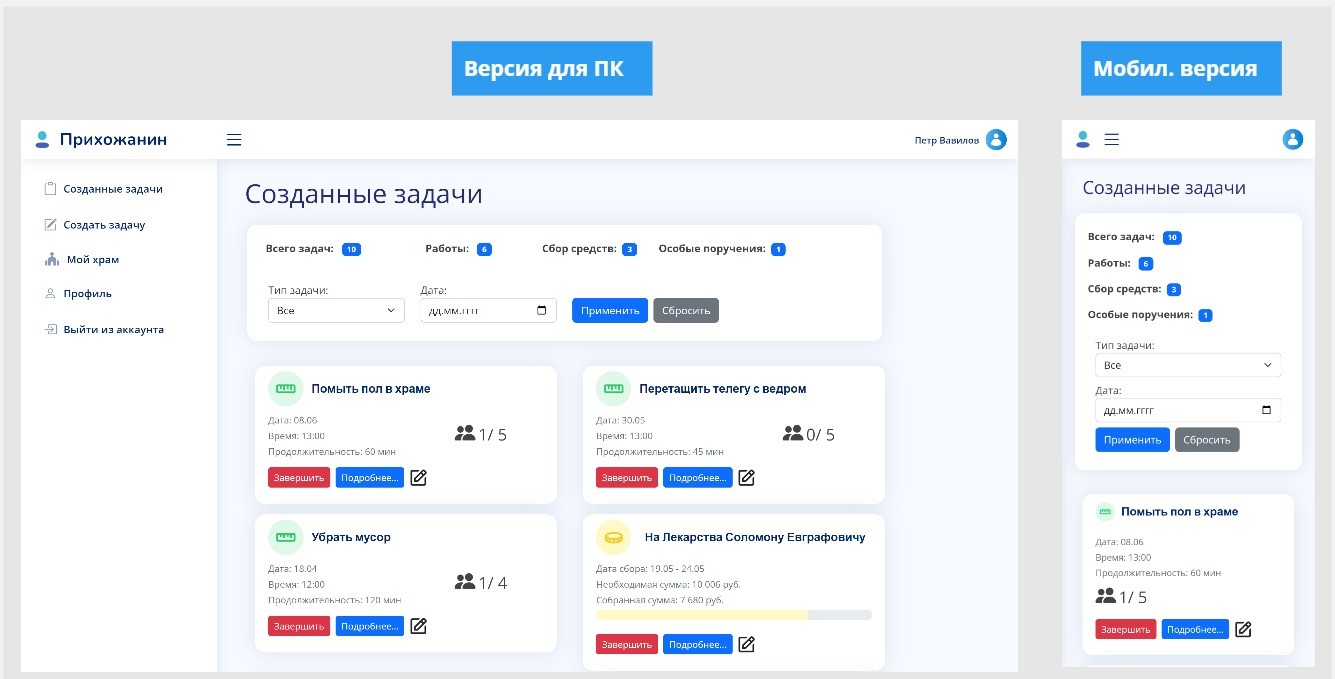 Версия для ПК
Мобил. версия
Прихожанин
Петр Вавилов
Созданные задачи
Создать задачу
Мой храм
Профиль
Выйти из аккаунта
Созданные задачи
Всего задач: 10 Работы: 6 Сбор средств: 3 Особые поручения: 1
Тип задачи: Дата:
Все дд.мм.гггг Применить Сбросить
Помыть пол в храме
Дата: 08.06
Время: 13:00
Продолжительность: 60 мин
1/ 5
Завершить Подробнее...
Перетащить телегу с ведром
Дата: 30.05
Время: 13:00
Продолжительность: 45 мин
0/ 5
Завершить Подробнее...
Убрать мусор
Дата: 18.04
Время: 12:00
Продолжительность: 120 мин
1/ 4
Завершить Подробнее...
На Лекарства Соломону Евграфовичу
Дата сбора: 19.05 - 24.05
Необходимая сумма: 10 006 руб.
Собранная сумма: 7 680 руб.
Завершить Подробнее...
Созданные задачи
Всего задач: 10
Работы: 6
Сбор средств: 3
Особые поручения: 1
Тип задачи:
Все
Дата:
дд.мм.гггг
Применить Сбросить
Помыть пол в храме
Дата: 08.06
Время: 13:00
Продолжительность: 60 мин
1/ 5
Завершить Подробнее...